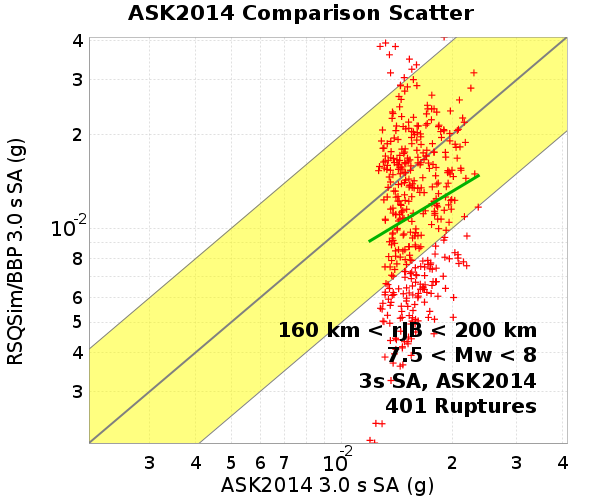 ASK2014 Comparison Scatter
RSQSim/BBP 3.0 s SA (g)
4
3
2
10⁻²
8
6
5
4
3
160 km < rJB < 200 km
7.5 < Mw < 8
3s SA, ASK2014
401 Ruptures
3 4 5 6 7 10⁻² 2 3 4
ASK2014 3.0 s SA (g)